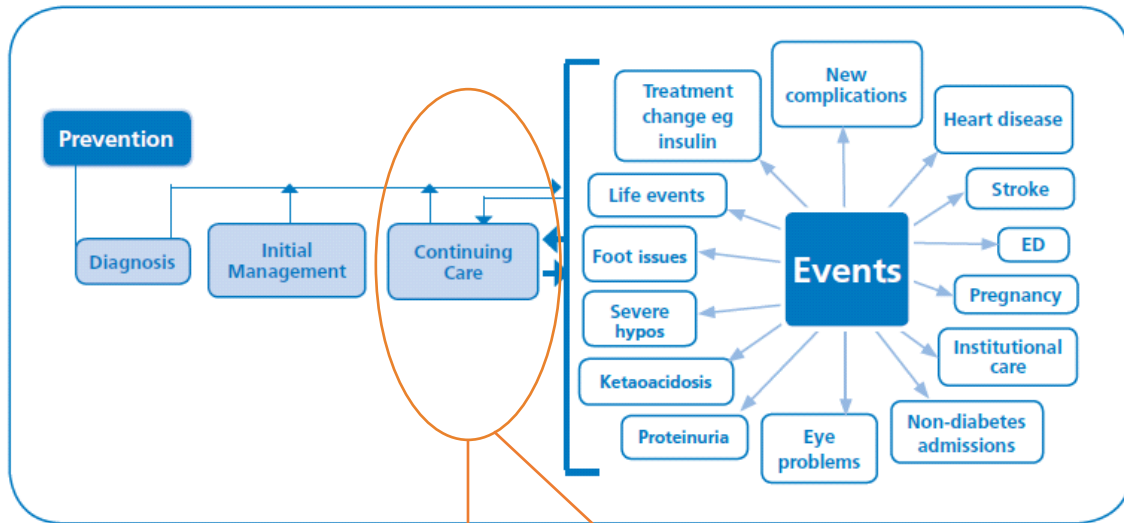 Prevention
Diagnosis
Initial
Management
Continuing
Care
Treatment
change eg
insulin
New
complications
Heart disease
Life events
Stroke
Foot issues
Events
ED
Severe
hypos
Pregnancy
Ketaoacidosis
Institutional
care
Proteinuria
Eye
problems
Non-diabetes
admissions